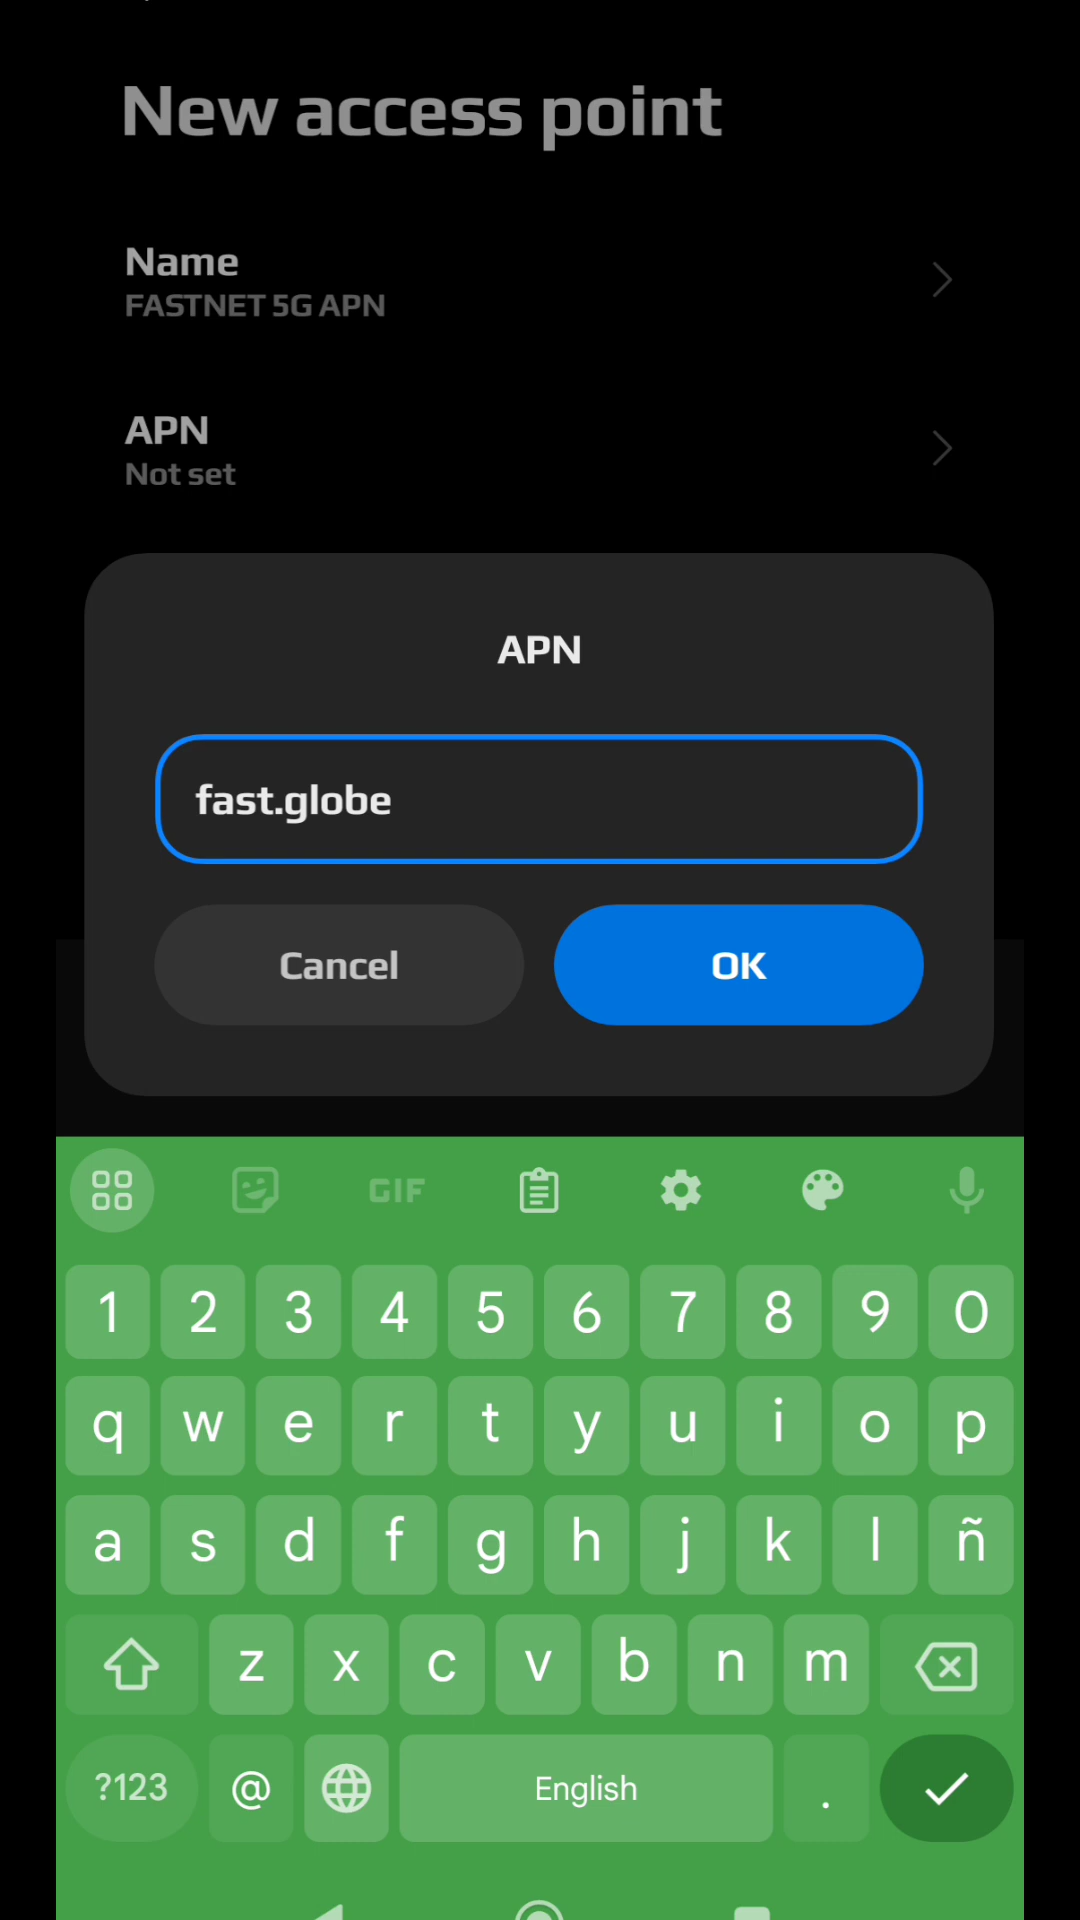 New access point
Name
FASTNET 5G APN
APN
Not set
APN
fast.globe
Cancel OK
GIF
1 2 3 4 5 6 7 8 9 0
q w e r t y u i o p
a s d f g h j k l ñ
z x c v b n m
?123 @ English .